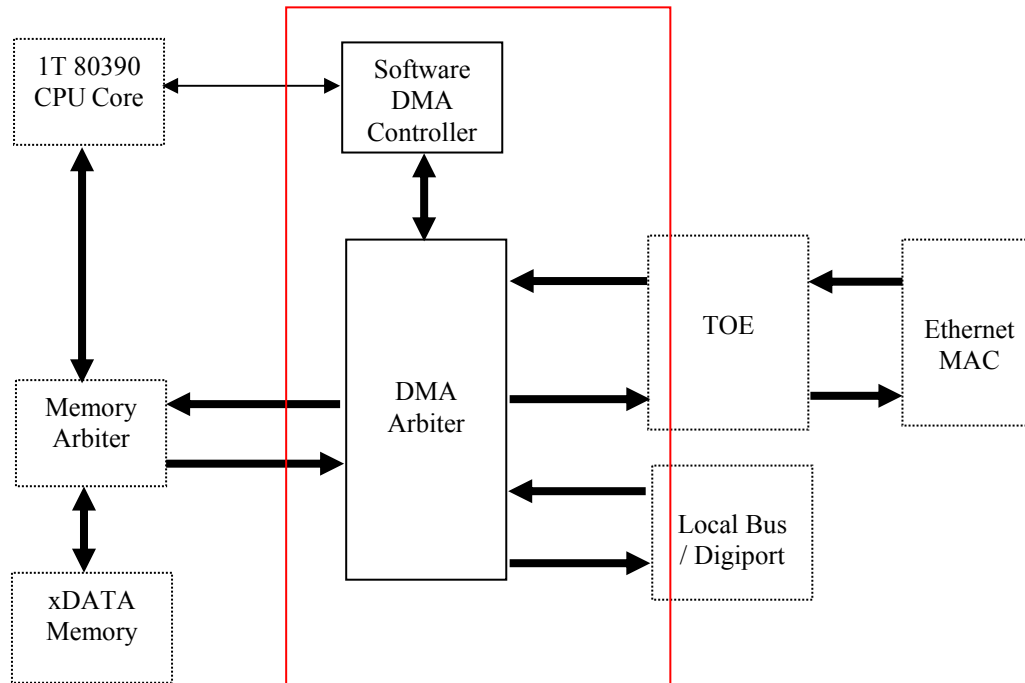 1T 80390
CPU Core
Software
DMA
Controller
TOE
Ethernet
MAC
DMA
Arbiter
Memory
Arbiter
Local Bus
/ Digiport
xDATA
Memory